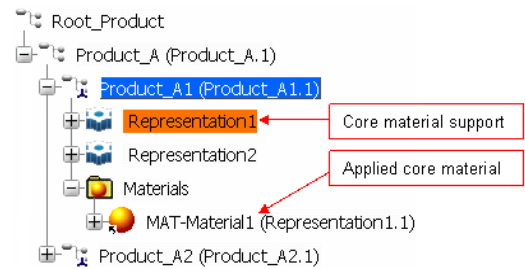 Root_Product
Product_A (Product_A.1)
Product_A1 (Product_A1.1)
Representation1
Core material support
Representation2
Applied core material
Materials
MAT-Material1 (Representation1.1)
Product_A2 (Product_A2.1)